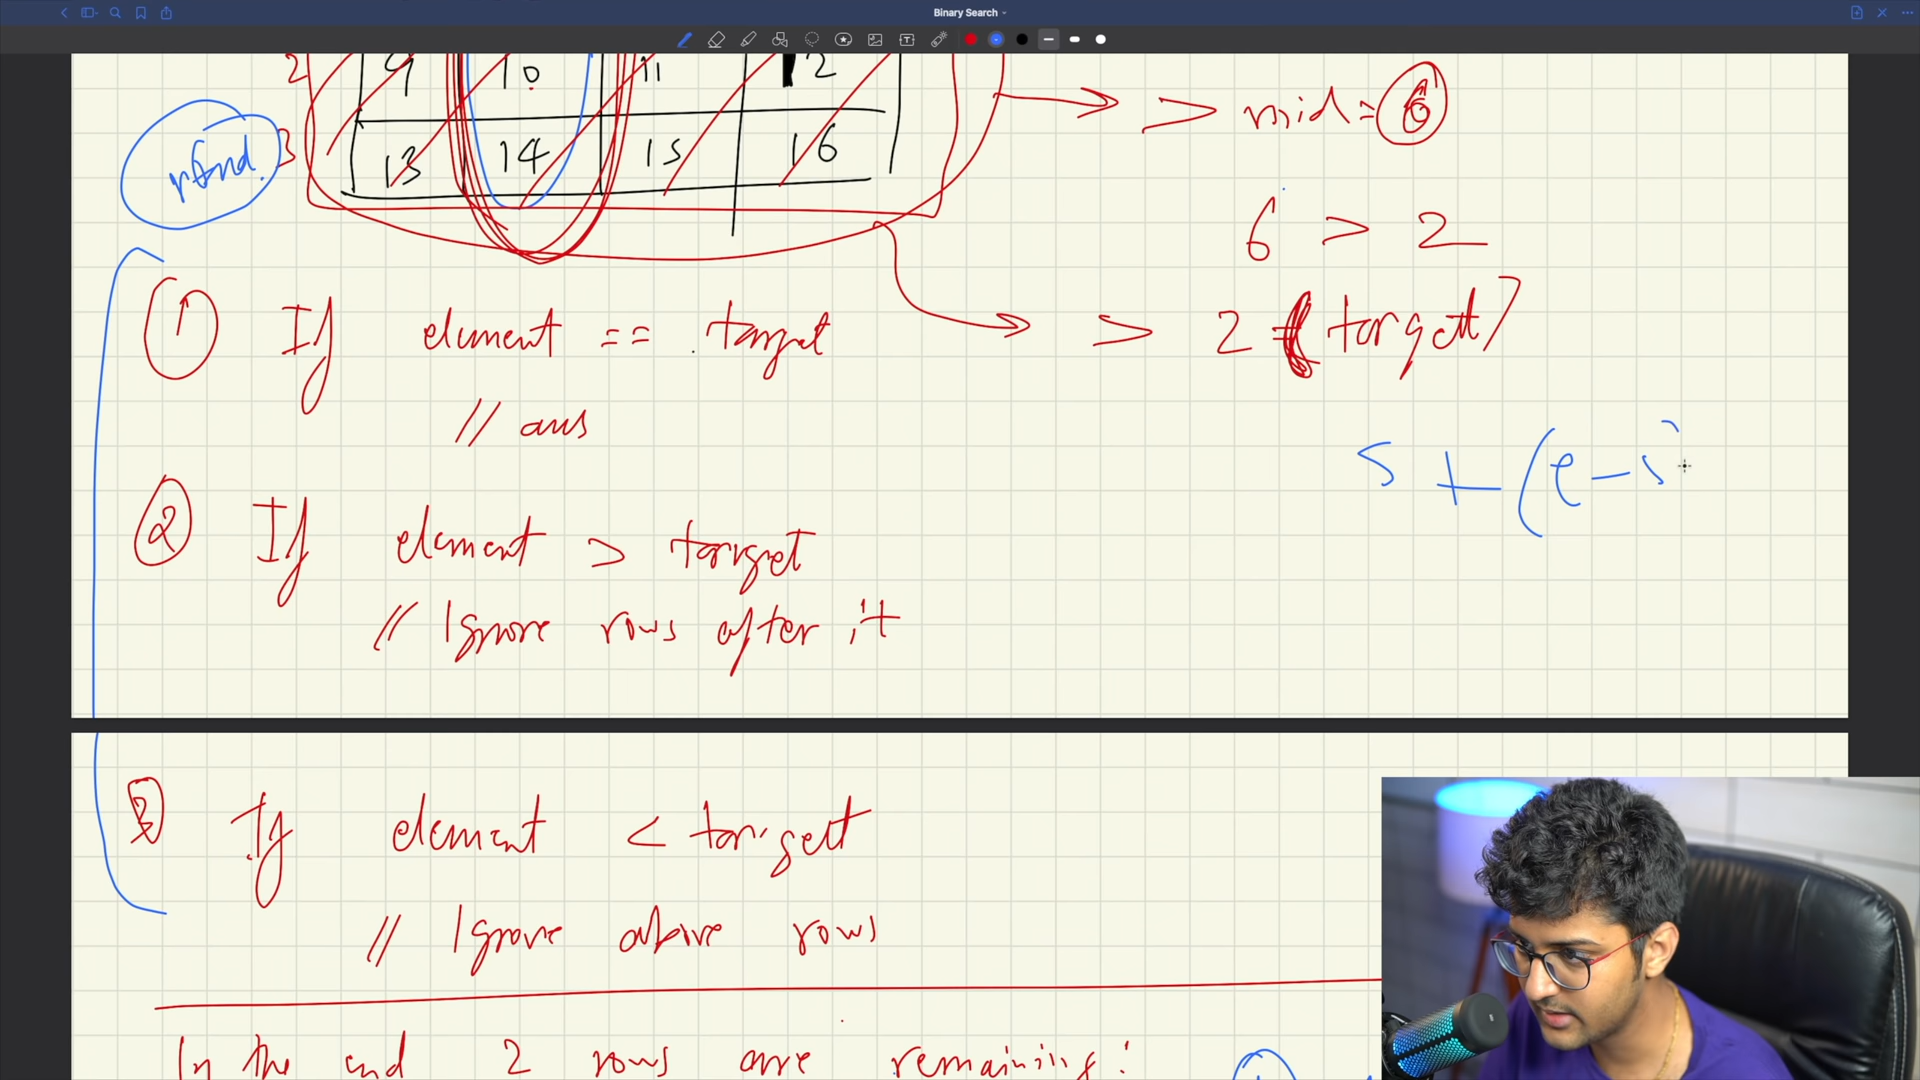 Binary Search
2 9 10 11 12
3 13 14 15 16
> mid = 6
6 > 2
1 If element == target
> 2 target
// ans
s + (e - s)
2 If element > target
// Ignore rows after it
3 If element < target
// Ignore above rows
In the end 2 rows are remaining: